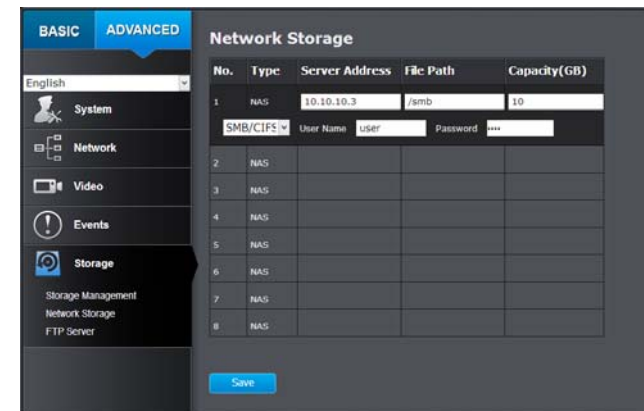 BASIC ADVANCED
English
System
Network
Video
Events
Storage
Storage Management
Network Storage
FTP Server
Network Storage
No. Type Server Address File Path Capacity(GB)
1 NAS 10.10.10.3 /smb 10
SMB/CIFS User Name user Password ••••
2 NAS
3 NAS
4 NAS
5 NAS
6 NAS
7 NAS
8 NAS
Save